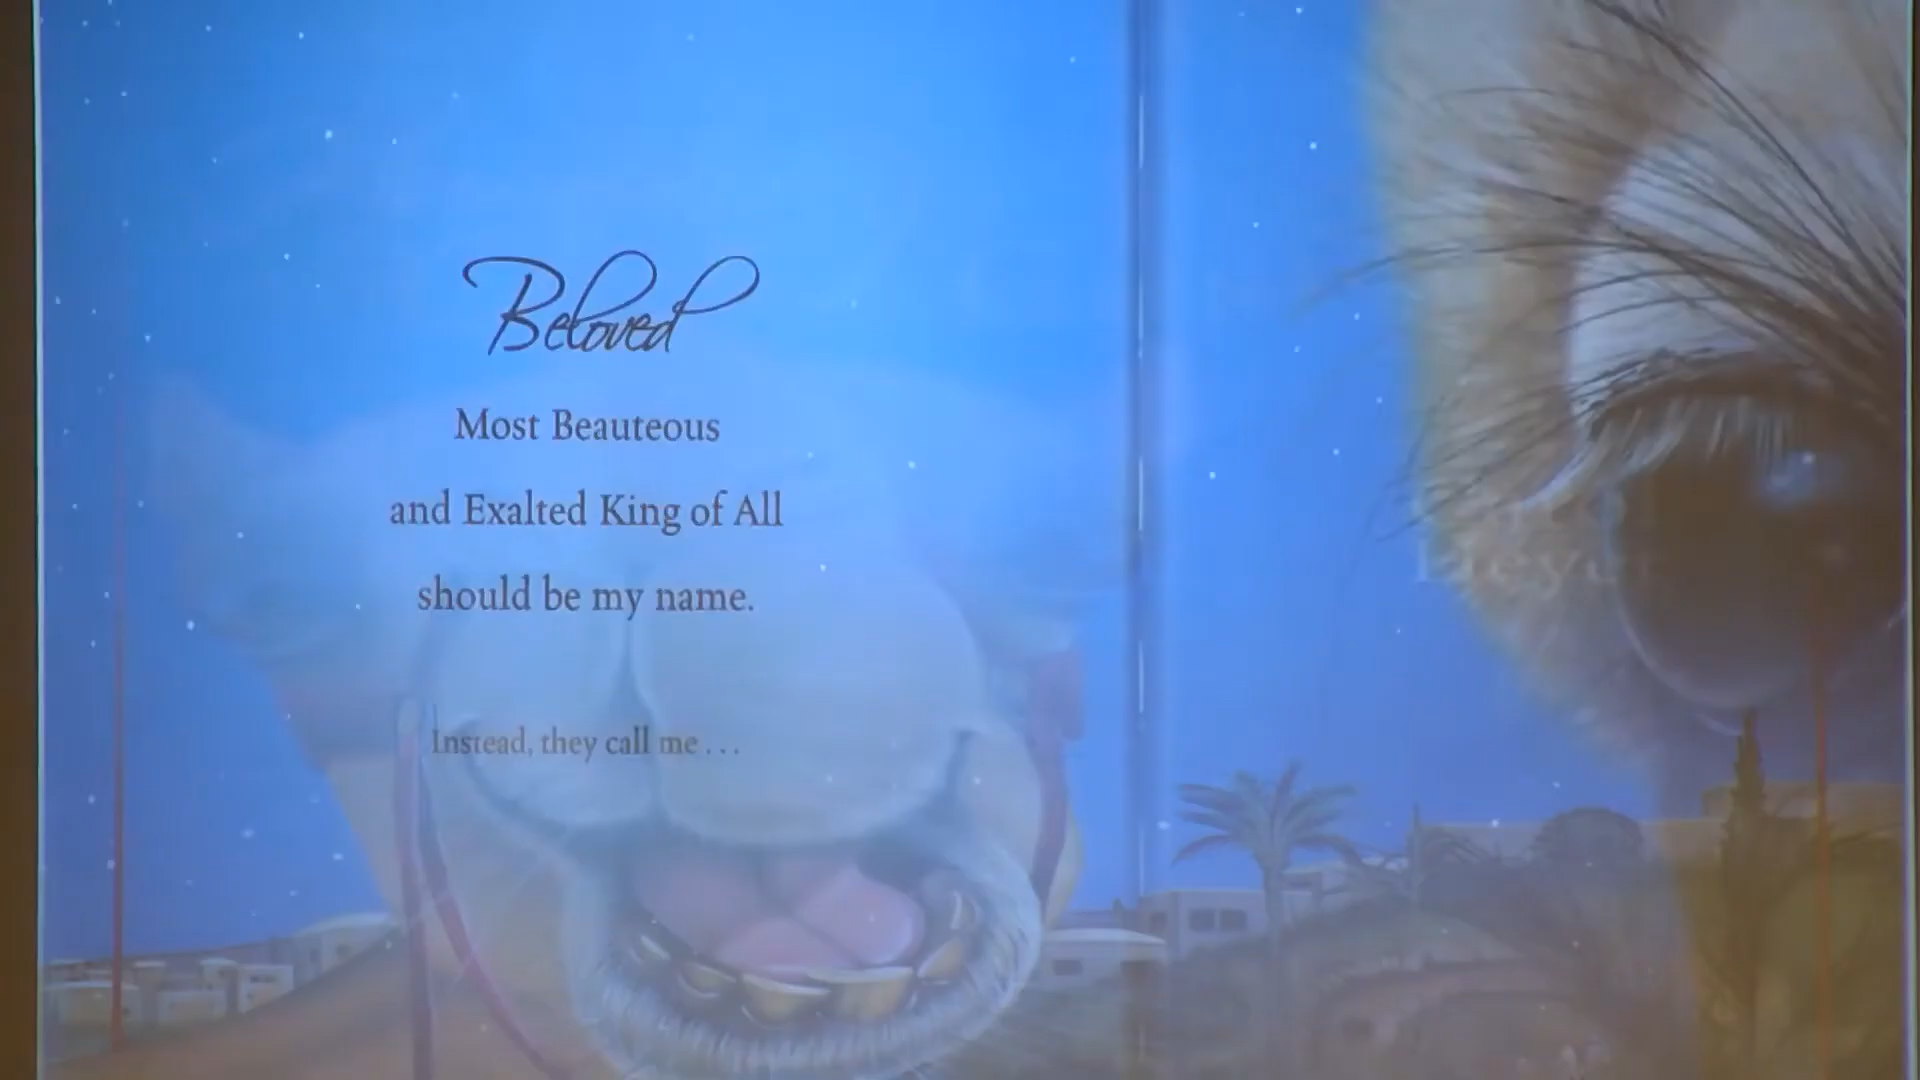 Beloved
Most Beauteous
and Exalted King of All
should be my name.
Instead, they call me . . .